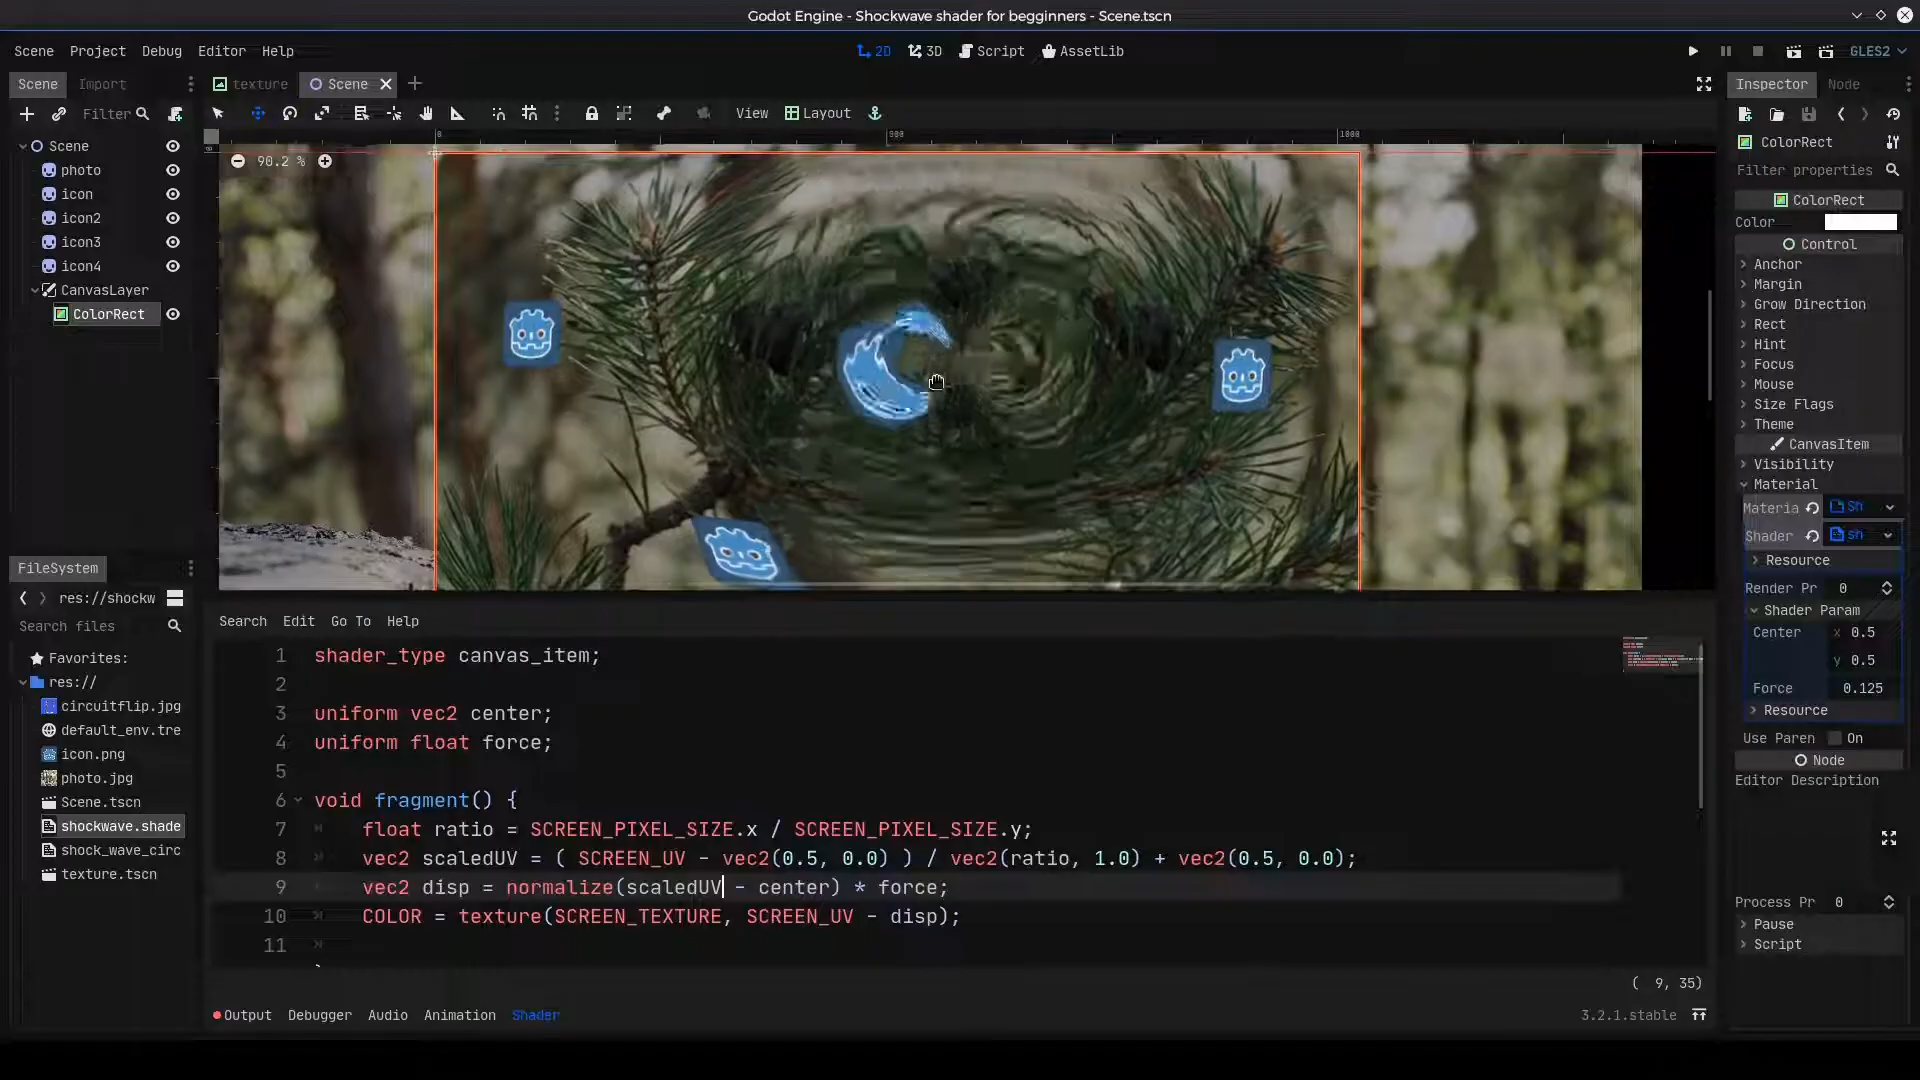 Godot Engine - Shockwave shader for begginners - Scene.tscn
Scene Project Debug Editor Help
2D 3D Script AssetLib
GLES2
Scene Import
texture Scene
Inspector Node
Filter
View Layout
Scene
photo
icon
icon2
icon3
icon4
CanvasLayer
ColorRect
0 500 1000
90.2 %
ColorRect
Filter properties
ColorRect
Color
Control
Anchor
Margin
Grow Direction
Rect
Hint
Focus
Mouse
Size Flags
Theme
CanvasItem
Visibility
Material
Materia Sh
Shader sh
Resource
Render Pr 0
Shader Param
Center x 0.5
y 0.5
Force 0.125
Resource
Use Paren On
Node
Editor Description
Process Pr 0
Pause
Script
FileSystem
res://shockw
Search files
Favorites:
res://
circuitflip.jpg
default_env.tre
icon.png
photo.jpg
Scene.tscn
shockwave.shade
shock_wave_circ
texture.tscn
Search Edit Go To Help
1 shader_type canvas_item;
2
3 uniform vec2 center;
4 uniform float force;
5
6 void fragment() {
7 float ratio = SCREEN_PIXEL_SIZE.x / SCREEN_PIXEL_SIZE.y;
8 vec2 scaledUV = ( SCREEN_UV - vec2(0.5, 0.0) ) / vec2(ratio, 1.0) + vec2(0.5, 0.0);
9 vec2 disp = normalize(scaledUV - center) * force;
10 COLOR = texture(SCREEN_TEXTURE, SCREEN_UV - disp);
11
( 9, 35)
Output Debugger Audio Animation Shader
3.2.1.stable